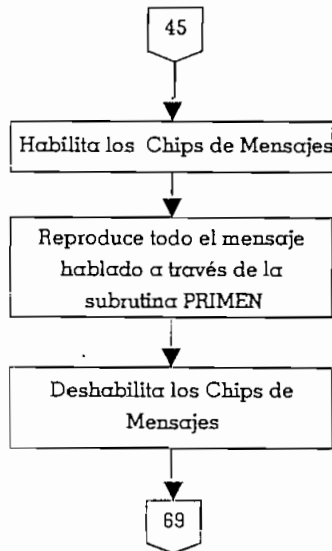 45
Habilita los Chips de Mensajes
Reproduce todo el mensaje
hablado a través de la
subrutina PRIMEN
Deshabilita los Chips de
Mensajes
69